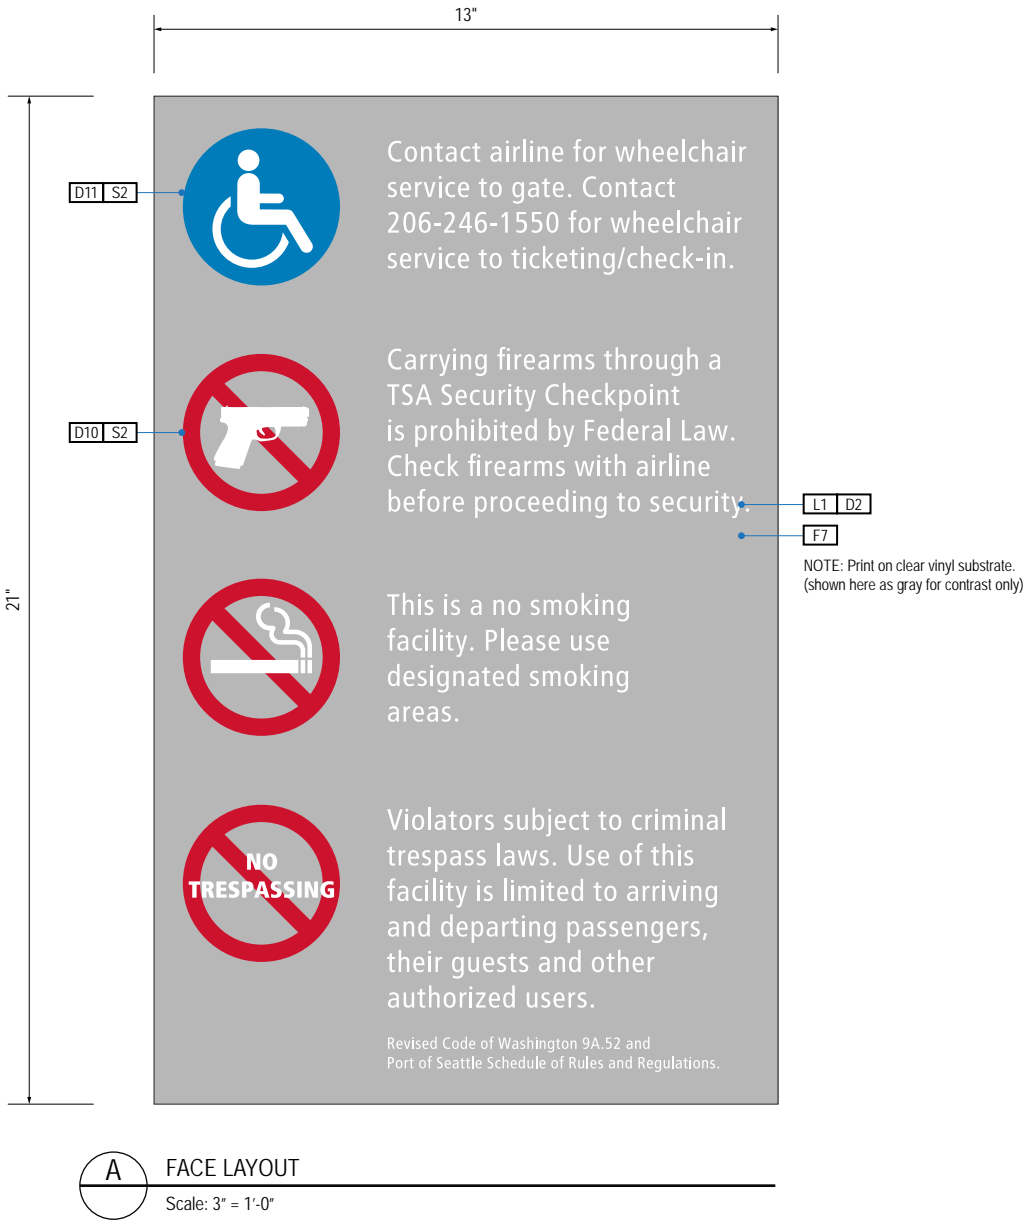 13"
21"
D11 S2
Contact airline for wheelchair
service to gate. Contact
206-246-1550 for wheelchair
service to ticketing/check-in.
D10 S2
Carrying firearms through a
TSA Security Checkpoint
is prohibited by Federal Law.
Check firearms with airline
before proceeding to security.
L1 D2
F7
NOTE: Print on clear vinyl substrate.
(shown here as gray for contrast only)
This is a no smoking
facility. Please use
designated smoking
areas.
NO
TRESPASSING
Violators subject to criminal
trespass laws. Use of this
facility is limited to arriving
and departing passengers,
their guests and other
authorized users.
Revised Code of Washington 9A.52 and
Port of Seattle Schedule of Rules and Regulations.
A
FACE LAYOUT
Scale: 3" = 1'-0"